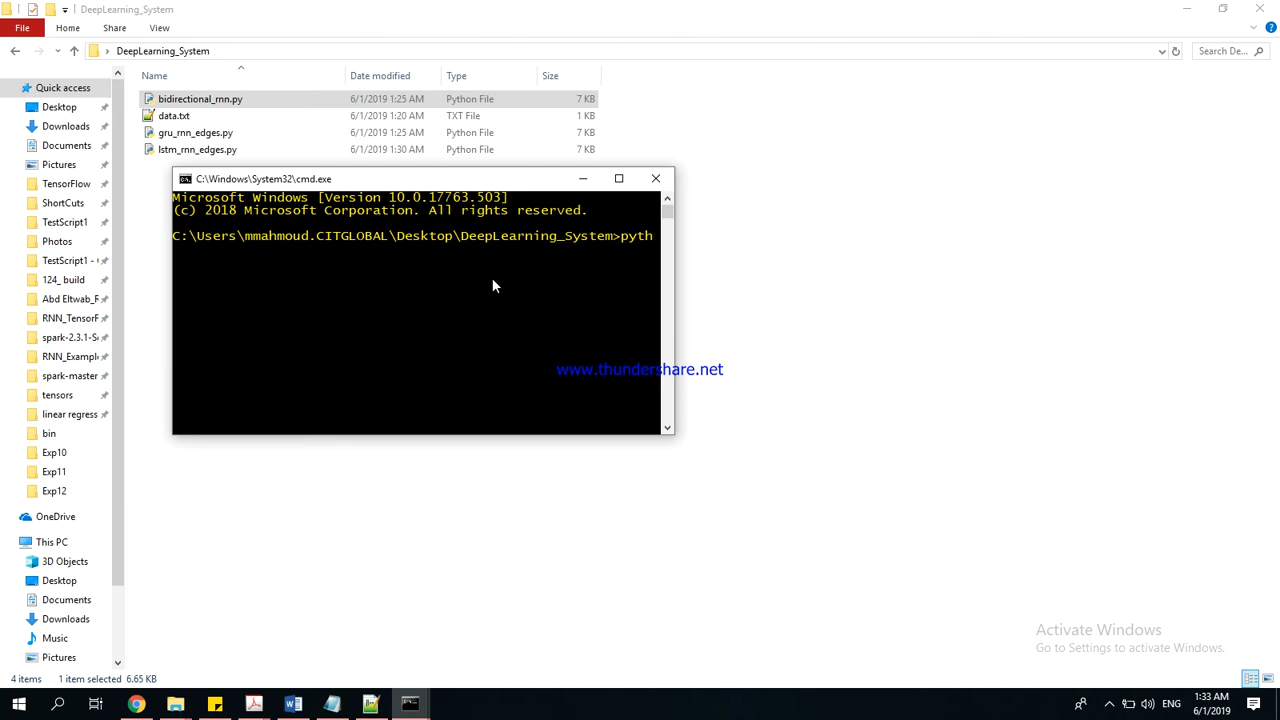 DeepLearning_System
File Home Share View
DeepLearning_System
Search De...
Name Date modified Type Size
Quick access
Desktop
Downloads
Documents
Pictures
TensorFlow
ShortCuts
TestScript1
Photos
TestScript1 -
124_ build
Abd Eltwab_R
RNN_TensorF
spark-2.3.1-S
RNN_Exampl
spark-master
tensors
linear regress
bin
Exp10
Exp11
Exp12
OneDrive
This PC
3D Objects
Desktop
Documents
Downloads
Music
Pictures
bidirectional_rnn.py 6/1/2019 1:25 AM Python File 7 KB
data.txt 6/1/2019 1:20 AM TXT File 1 KB
gru_rnn_edges.py 6/1/2019 1:25 AM Python File 7 KB
lstm_rnn_edges.py 6/1/2019 1:30 AM Python File 7 KB
C:\Windows\System32\cmd.exe
Microsoft Windows [Version 10.0.17763.503]
(c) 2018 Microsoft Corporation. All rights reserved.
C:\Users\mmahmoud.CITGLOBAL\Desktop\DeepLearning_System>pyth
www.thundershare.net
Activate Windows
Go to Settings to activate Windows.
4 items 1 item selected 6.65 KB
1:33 AM
6/1/2019